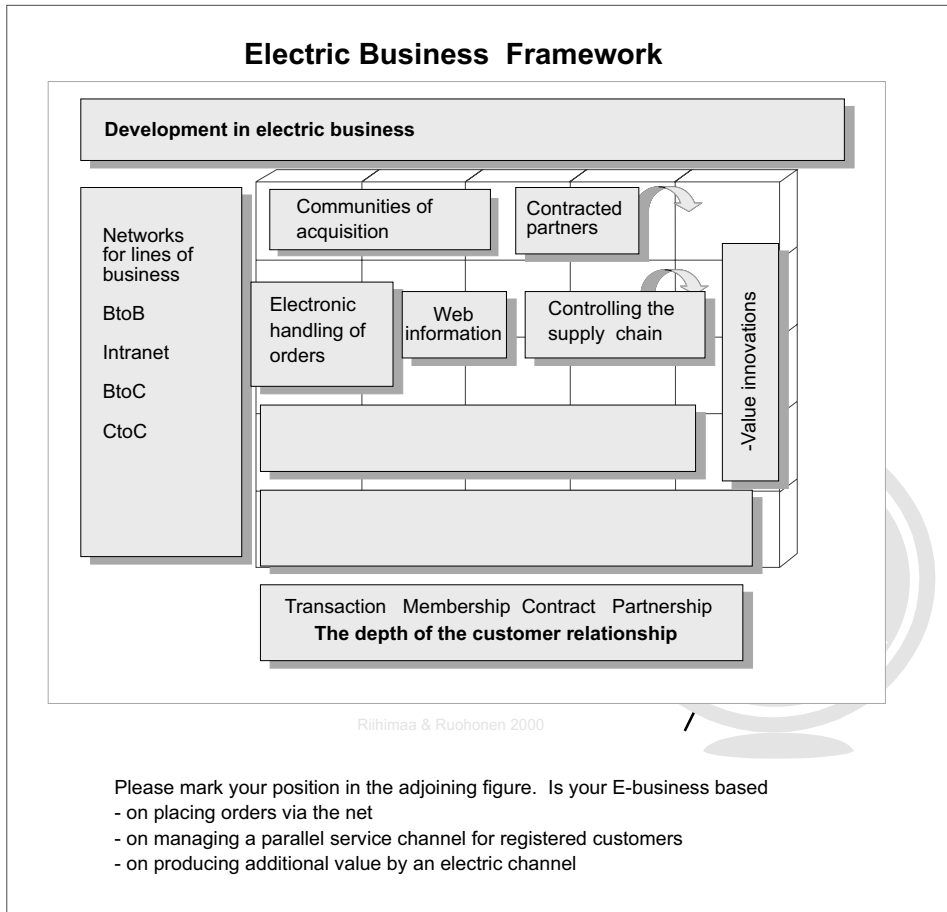 Electric Business Framework
Development in electric business
Networks
for lines of
business
BtoB
Intranet
BtoC
CtoC
Communities of
acquisition
Contracted
partners
Electronic
handling of
orders
Web
information
Controlling the
supply chain
-Value innovations
Transaction Membership Contract Partnership
The depth of the customer relationship
Riihimaa & Ruohonen 2000
Please mark your position in the adjoining figure. Is your E-business based
- on placing orders via the net
- on managing a parallel service channel for registered customers
- on producing additional value by an electric channel